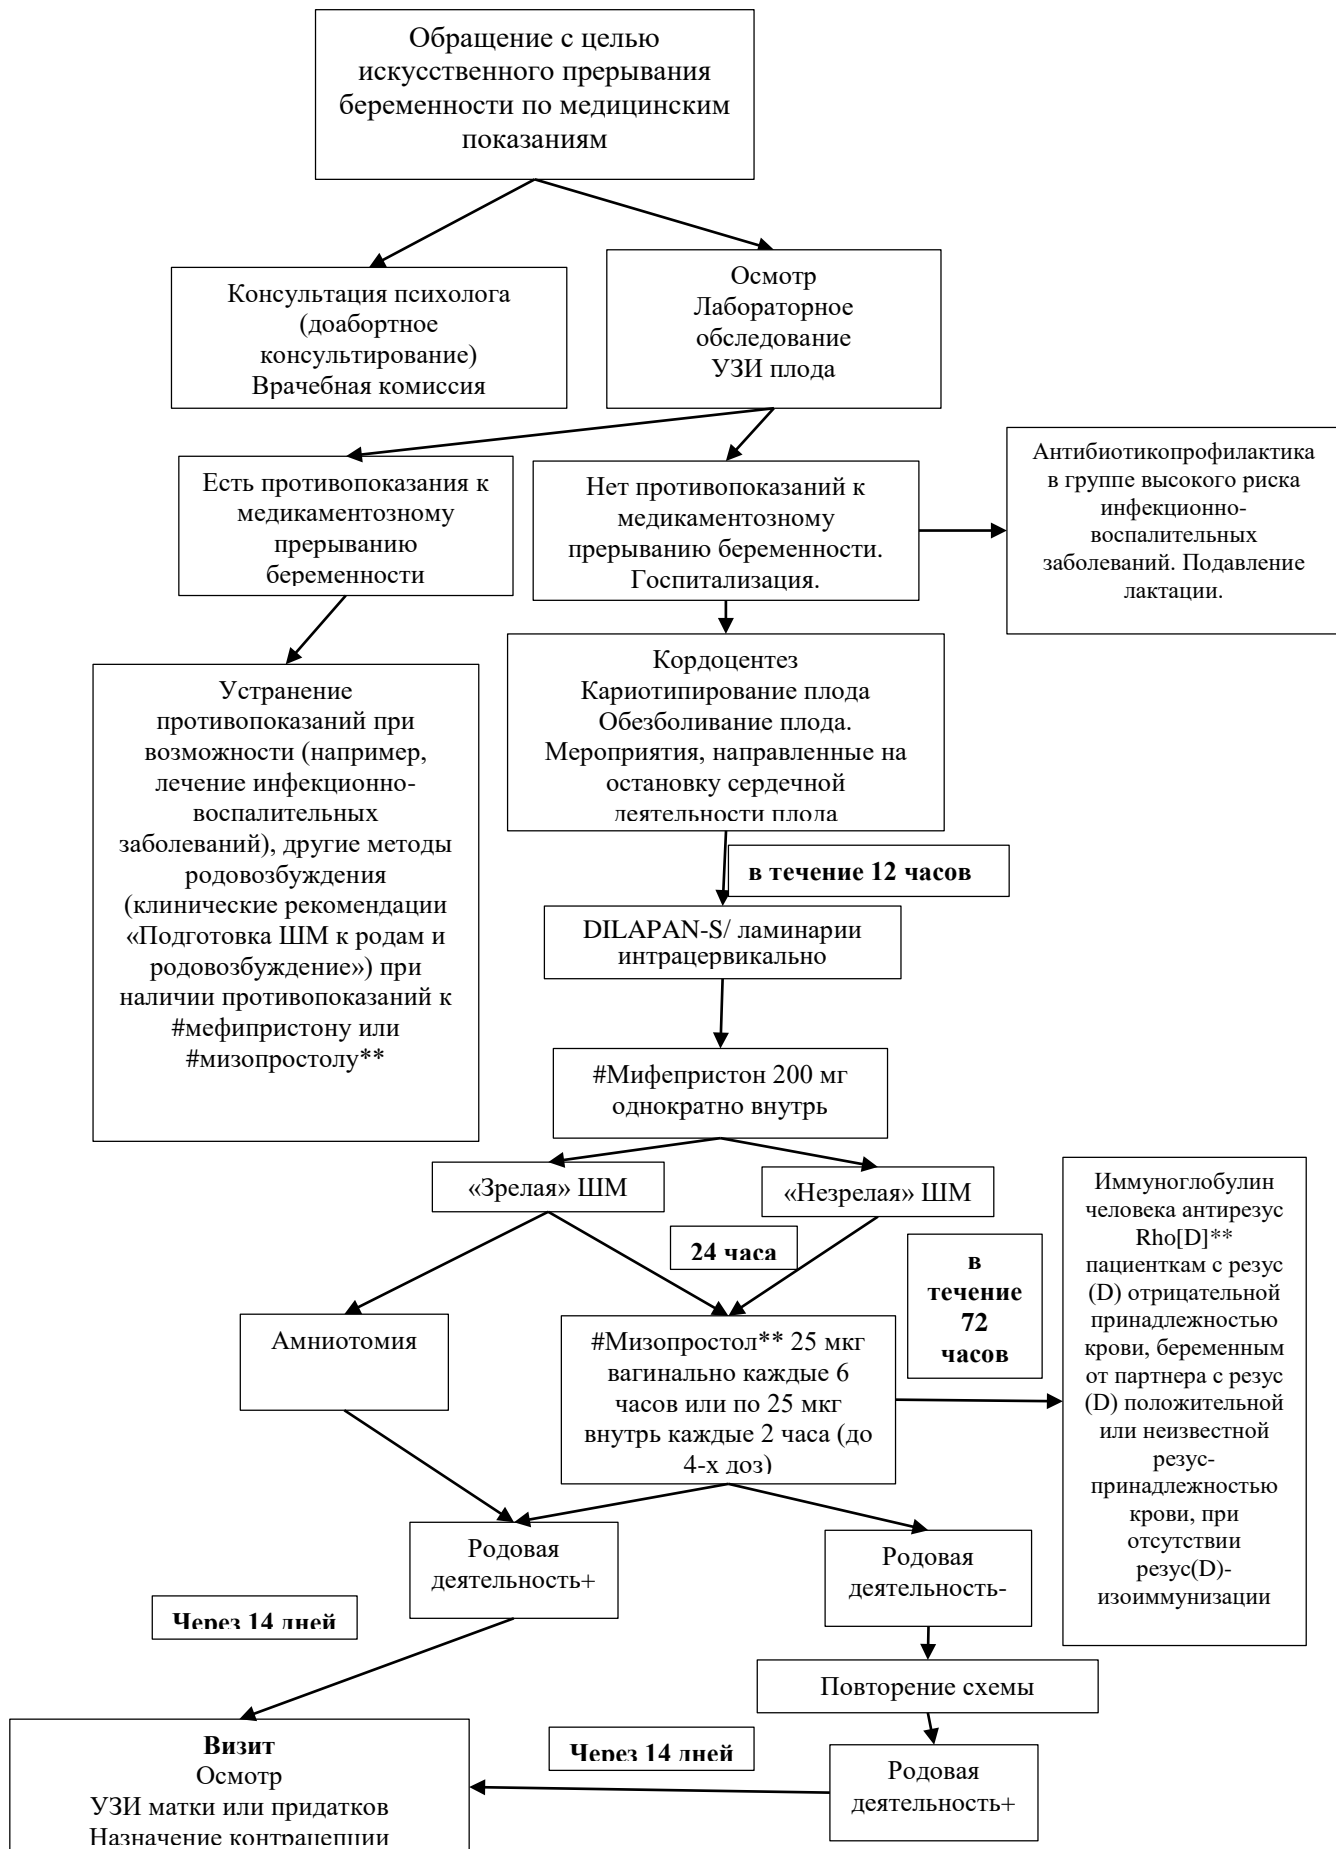 Обращение с целью
искусственного прерывания
беременности по медицинским
показаниям
Консультация психолога
(доабортное
консультирование)
Врачебная комиссия
Осмотр
Лабораторное
обследование
УЗИ плода
Есть противопоказания к
медикаментозному
прерыванию
беременности
Нет противопоказаний к
медикаментозному
прерыванию беременности.
Госпитализация.
Антибиотикопрофилактика
в группе высокого риска
инфекционно-
воспалительных
заболеваний. Подавление
лактации.
Устранение
противопоказаний при
возможности (например,
лечение инфекционно-
воспалительных
заболеваний), другие методы
родовозбуждения
(клинические рекомендации
«Подготовка ШМ к родам и
родовозбуждение») при
наличии противопоказаний к
#мефипристону или
#мизопростолу**
Кордоцентез
Кариотипирование плода
Обезболивание плода.
Мероприятия, направленные на
остановку сердечной
деятельности плода
в течение 12 часов
DILAPAN-S/ ламинарии
интрацервикально
#Мифепристон 200 мг
однократно внутрь
«Зрелая» ШМ
«Незрелая» ШМ
24 часа
в
течение
72
часов
Иммуноглобулин
человека антирезус
Rho[D]**
пациенткам с резус
(D) отрицательной
принадлежностью
крови, беременным
от партнера с резус
(D) положительной
или неизвестной
резус-
принадлежностью
крови, при
отсутствии
резус(D)-
изоиммунизации
Амниотомия
#Мизопростол** 25 мкг
вагинально каждые 6
часов или по 25 мкг
внутрь каждые 2 часа (до
4-х доз)
Родовая
деятельность+
Родовая
деятельность-
Через 14 дней
Повторение схемы
Визит
Осмотр
УЗИ матки или придатков
Назначение контрацепции
Через 14 дней
Родовая
деятельность+